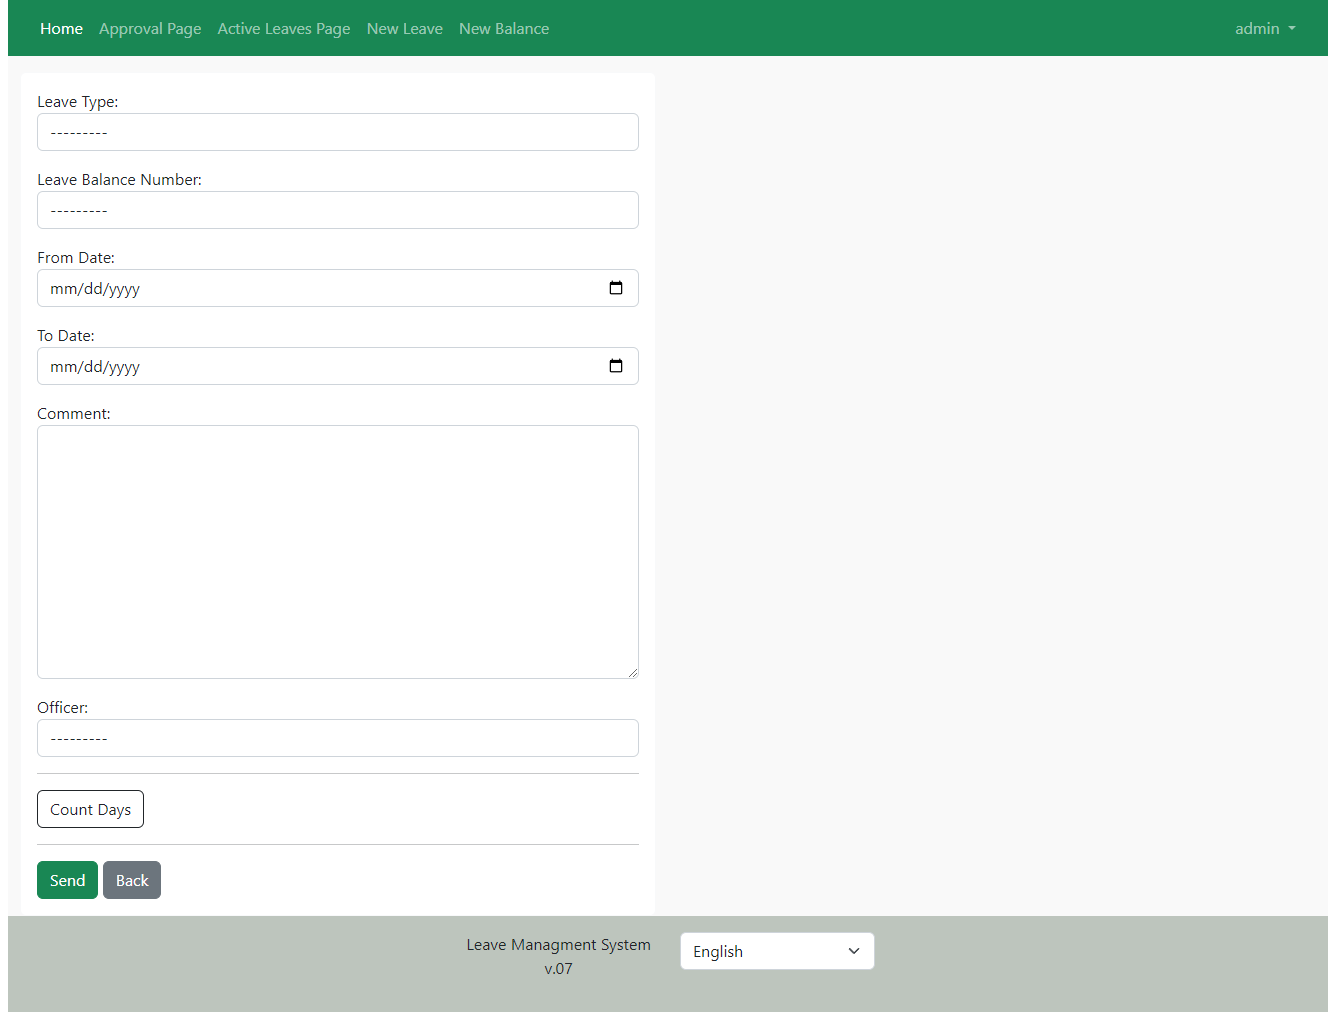 Home Approval Page Active Leaves Page New Leave New Balance admin
Leave Type:
---------
Leave Balance Number:
---------
From Date:
mm/dd/yyyy
To Date:
mm/dd/yyyy
Comment:
Officer:
---------
Count Days
Send Back
Leave Managment System
v.07
English